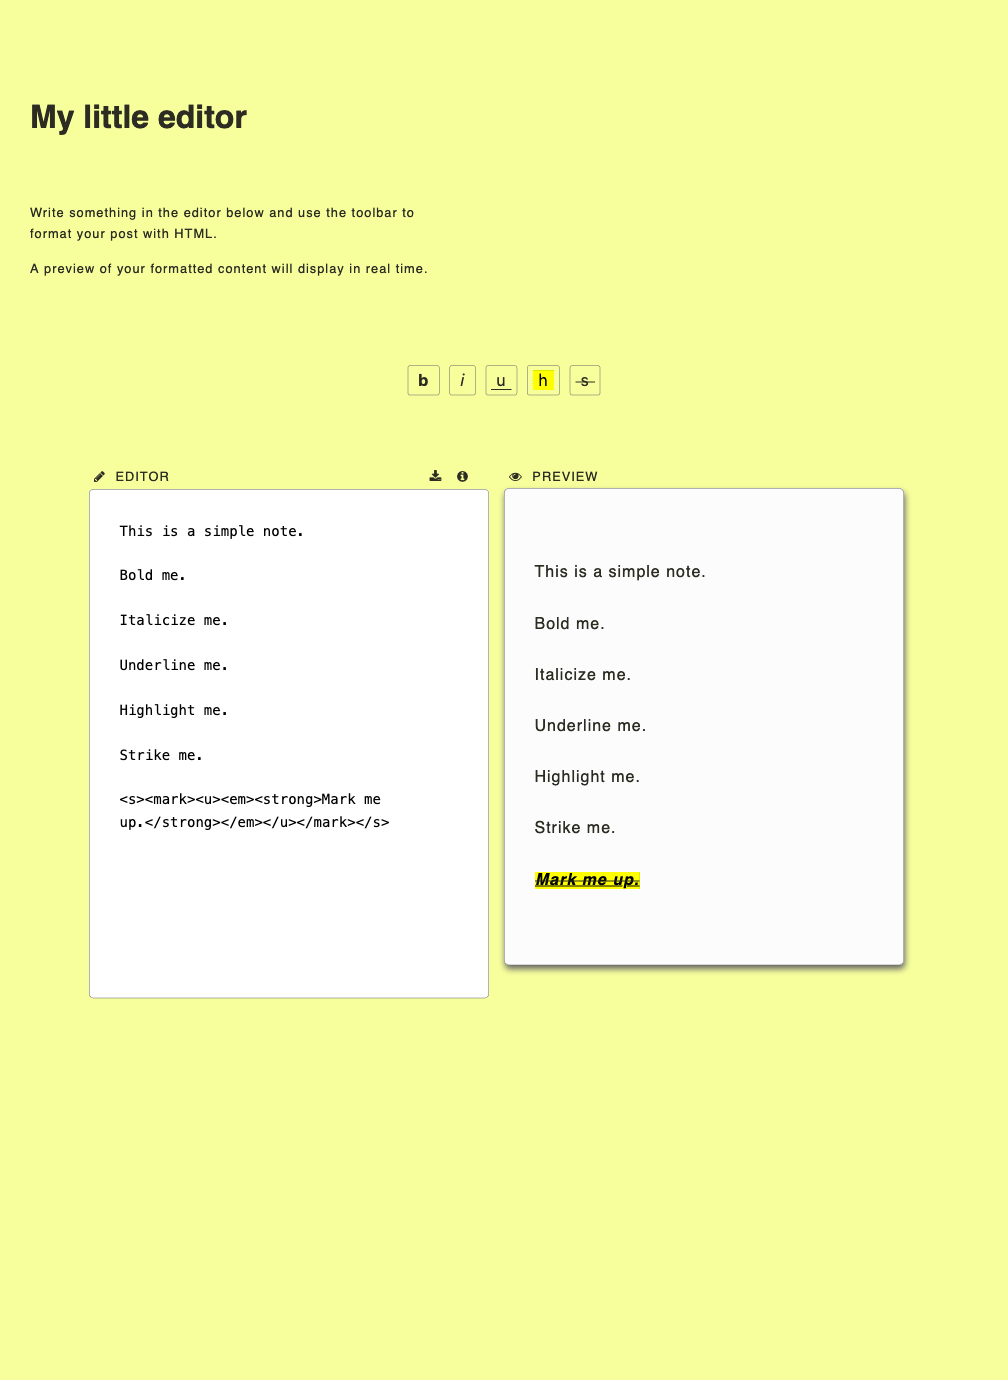 My little editor
Write something in the editor below and use the toolbar to
format your post with HTML.
A preview of your formatted content will display in real time.
b i u h s
EDITOR
This is a simple note.
Bold me.
Italicize me.
Underline me.
Highlight me.
Strike me.
<s><mark><u><em><strong>Mark me
up.</strong></em></u></mark></s>
PREVIEW
This is a simple note.
Bold me.
Italicize me.
Underline me.
Highlight me.
Strike me.
Mark me up.